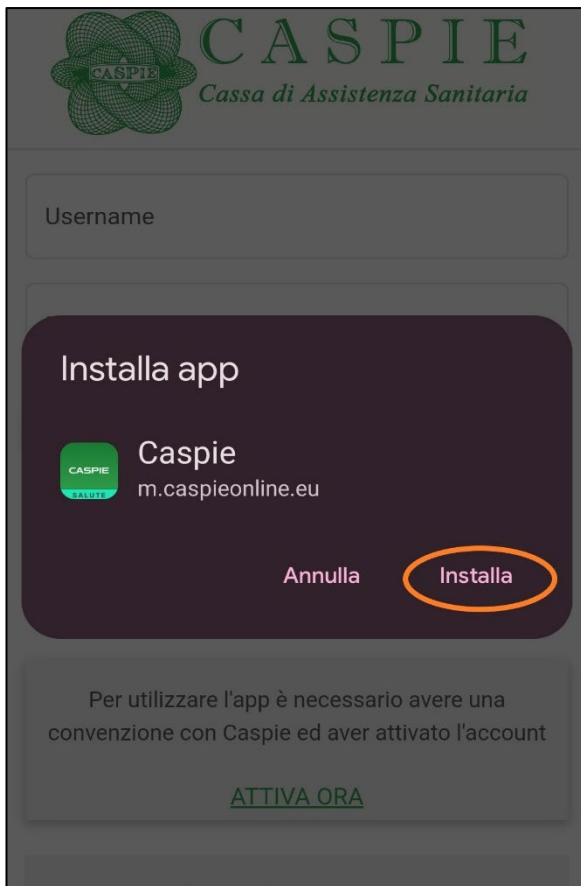 CASPIE
CASPIE
Cassa di Assistenza Sanitaria
Username
Installa app
CASPIE
SALUTE
Caspie
m.caspieonline.eu
Annulla
Installa
Per utilizzare l'app è necessario avere una
convenzione con Caspie ed aver attivato l'account
ATTIVA ORA